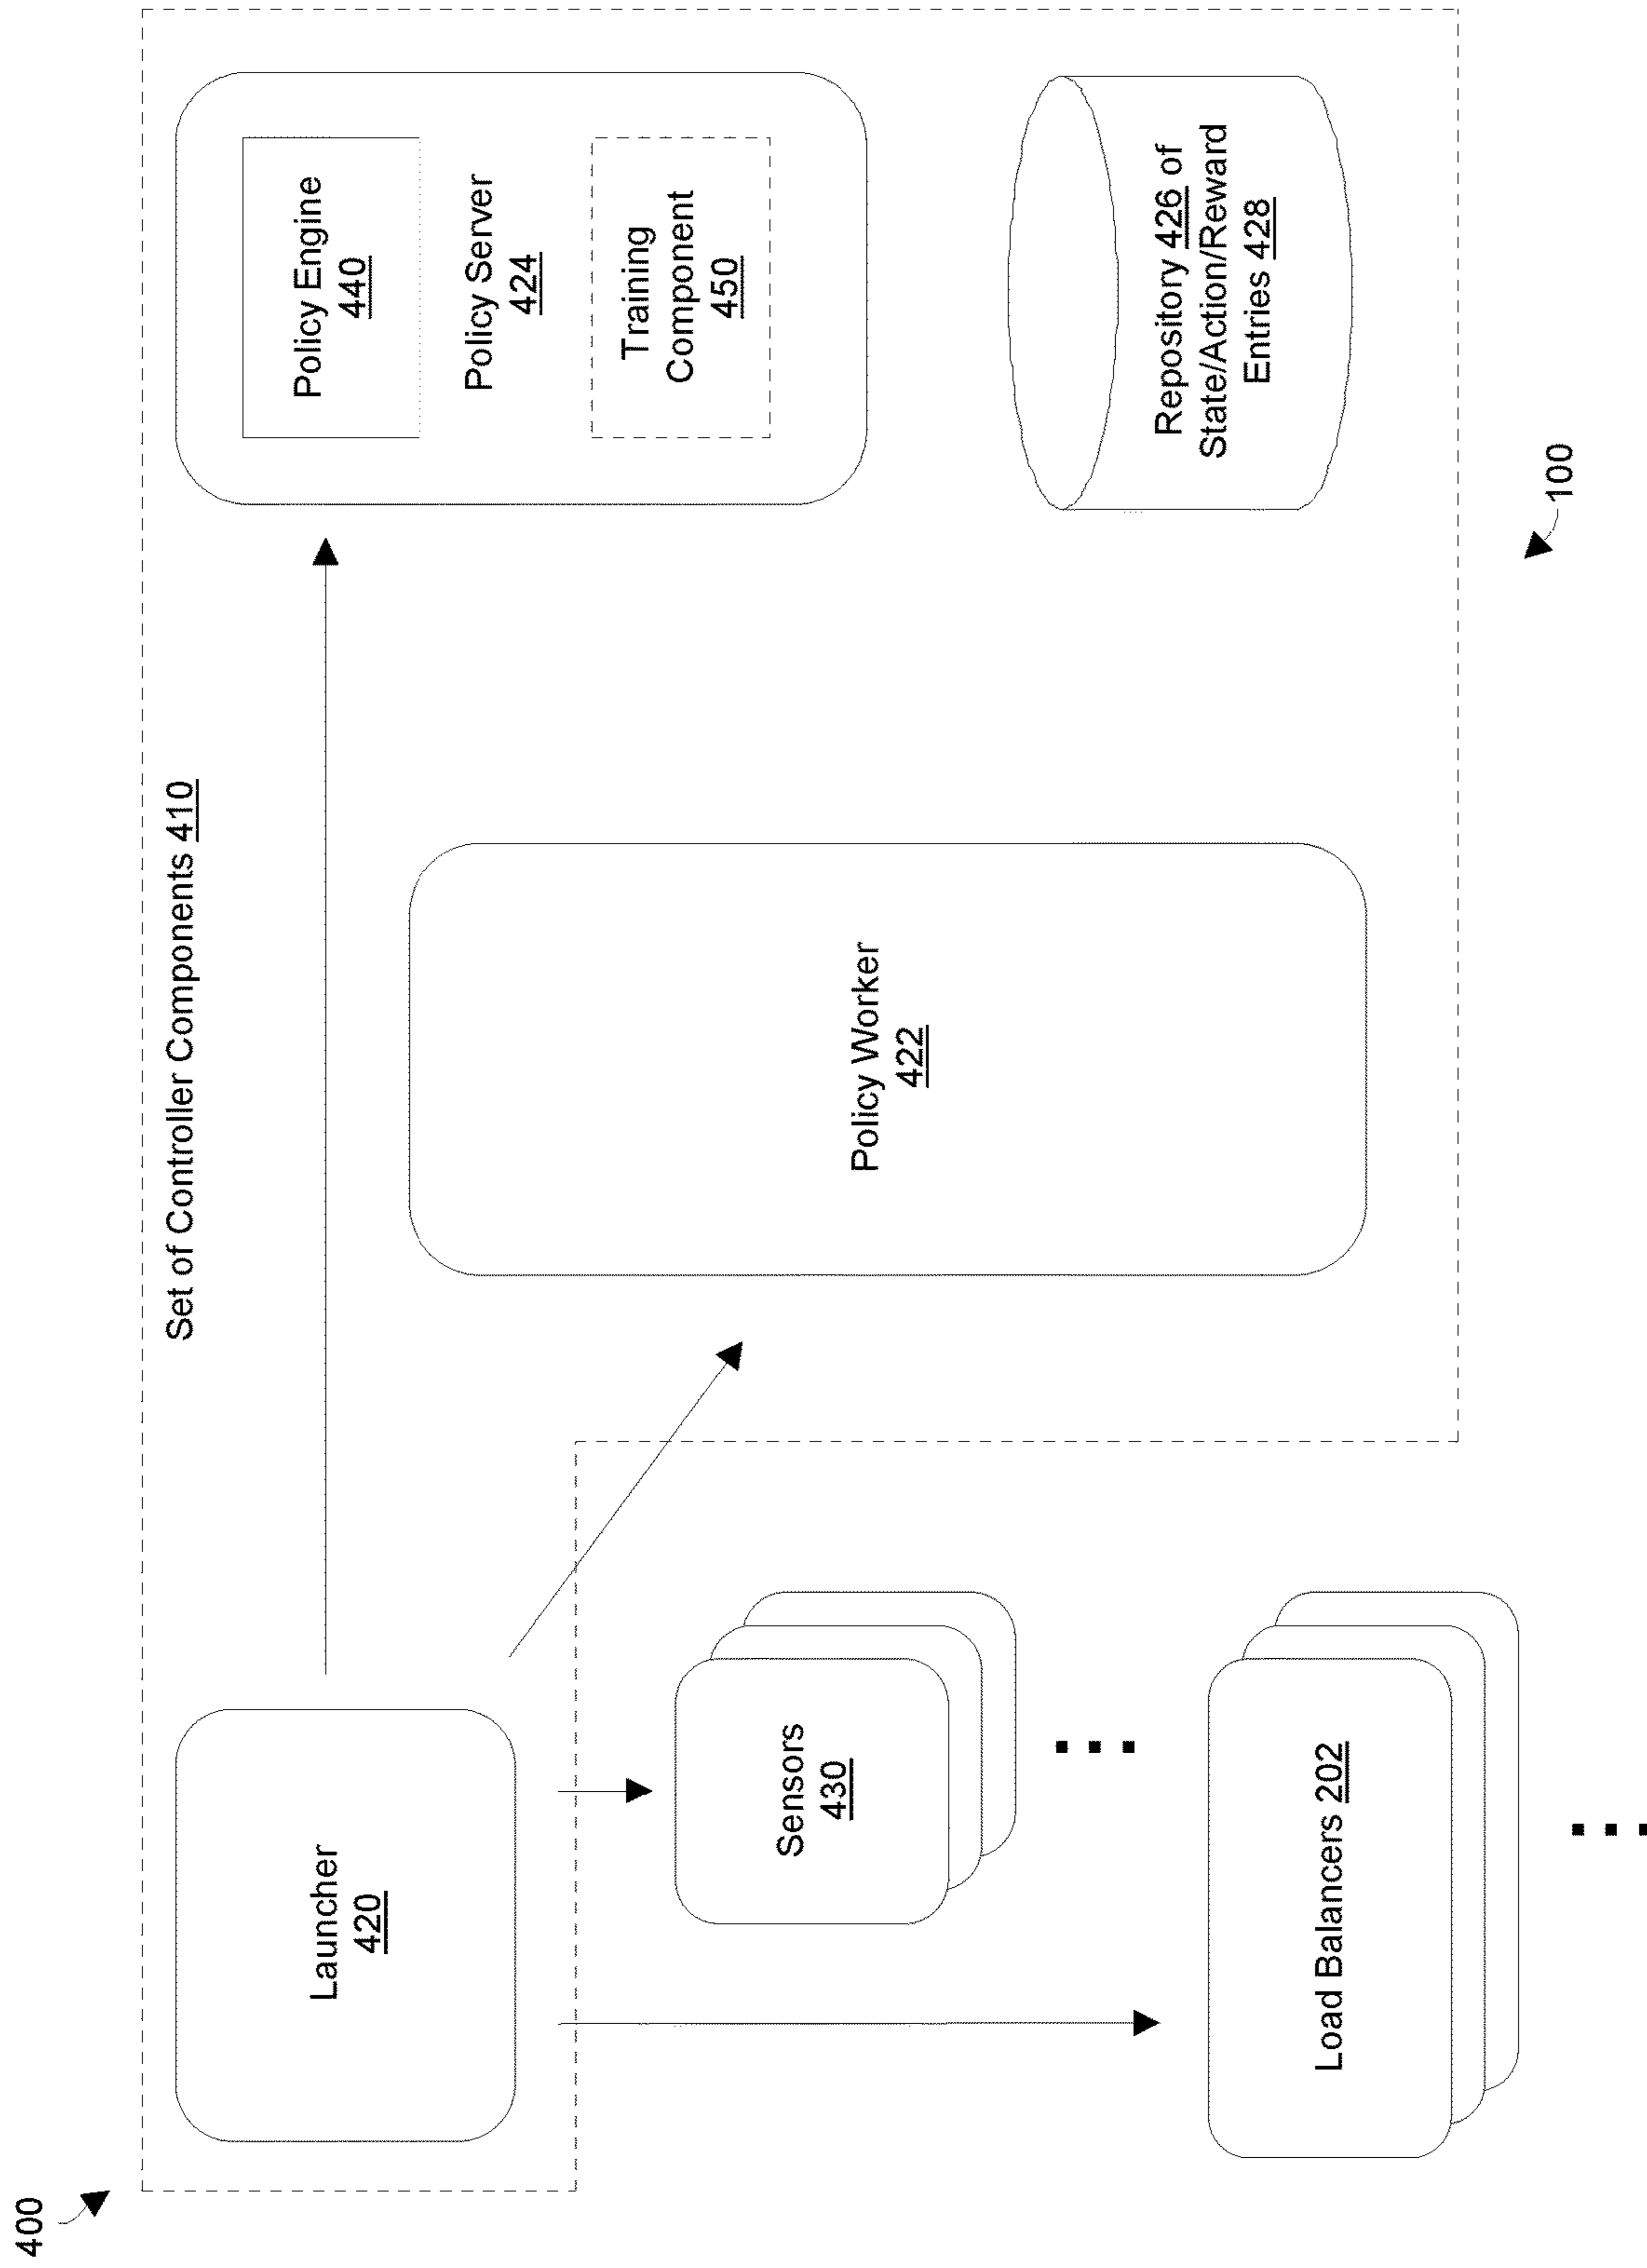 400
Set of Controller Components 410
Launcher
420
Policy Engine
440
Policy Server
424
Training
Component
450
Policy Worker
422
Sensors
430
Load Balancers 202
Repository 426 of
State/Action/Reward
Entries 428
100